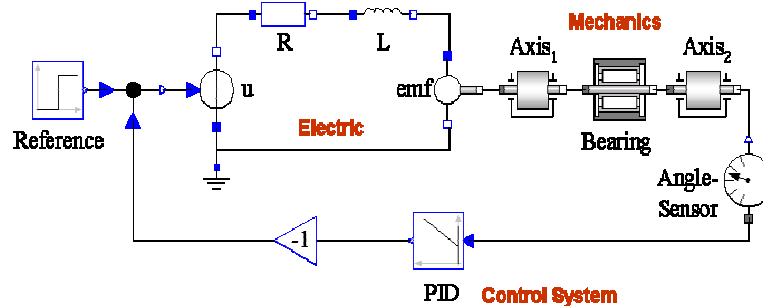 Mechanics
R
L
Axis1
Axis2
u
emf
Electric
Reference
Bearing
Angle-
Sensor
-1
PID
Control System